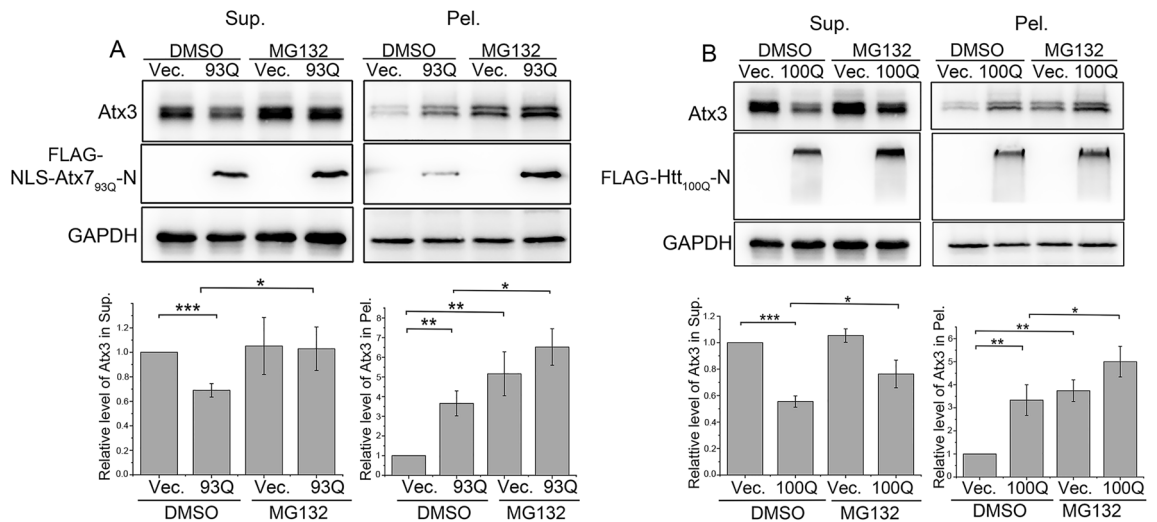 A
Sup. Pel.
DMSO MG132 DMSO MG132
Vec. 93Q Vec. 93Q Vec. 93Q Vec. 93Q
Atx3
FLAG-
NLS-Atx793Q-N
GAPDH
Relative level of Atx3 in Sup.
1.2
1.0
0.8
0.6
0.4
0.2
0.0
*** *
Vec. 93Q Vec. 93Q
DMSO MG132
Relative level of Atx3 in Pel.
8
7
6
5
4
3
2
1
0
** ** *
Vec. 93Q Vec. 93Q
DMSO MG132
B
Sup. Pel.
DMSO MG132 DMSO MG132
Vec. 100Q Vec. 100Q Vec. 100Q Vec. 100Q
Atx3
FLAG-Htt100Q-N
GAPDH
Relative level of Atx3 in Sup.
1.2
1.0
0.8
0.6
0.4
0.2
0.0
*** *
Vec. 100Q Vec. 100Q
DMSO MG132
Relative level of Atx3 in Pel.
6
5
4
3
2
1
0
** ** *
Vec. 100Q Vec. 100Q
DMSO MG132